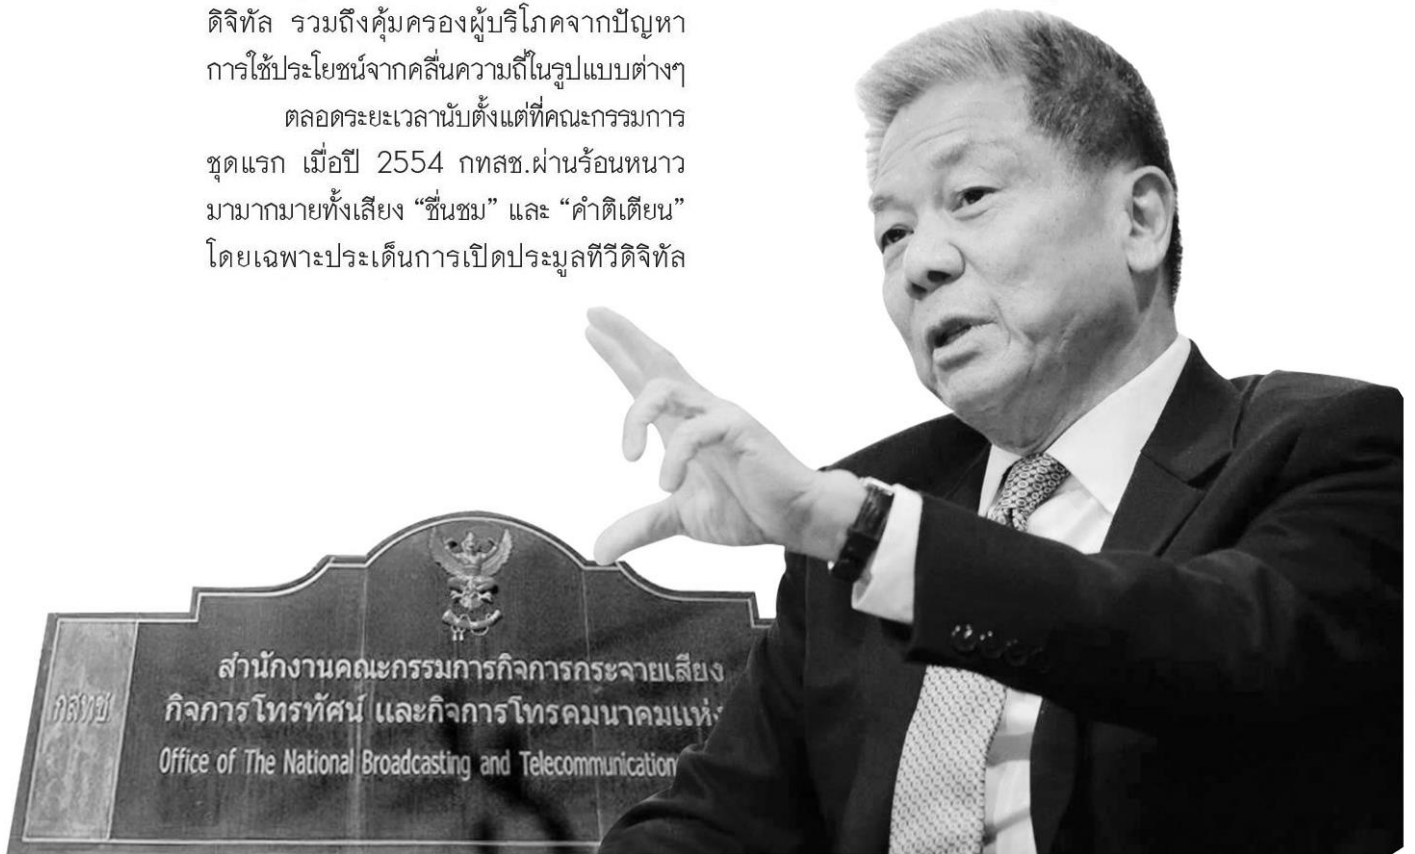 ดิจิทัล รวมถึงคุ้มครองผู้บริโภคจากปัญหา
การใช้ประโยชน์จากคลื่นความถี่ในรูปแบบต่างๆ
ตลอดระยะเวลานับตั้งแต่ที่คณะกรรมการ
ชุดแรก เมื่อปี 2554 กทสช.ผ่านร้อนหนาว
มามากมายทั้งเสียง “ชื่นชม” และ “คำติเตียน”
โดยเฉพาะประเด็นการเปิดประมูลทีวีดิจิทัล
กสทช
สำนักงานคณะกรรมการกิจการกระจายเสียง
กิจการโทรทัศน์ และกิจการโทรคมนาคมแห่ง
Office of The National Broadcasting and Telecommunication